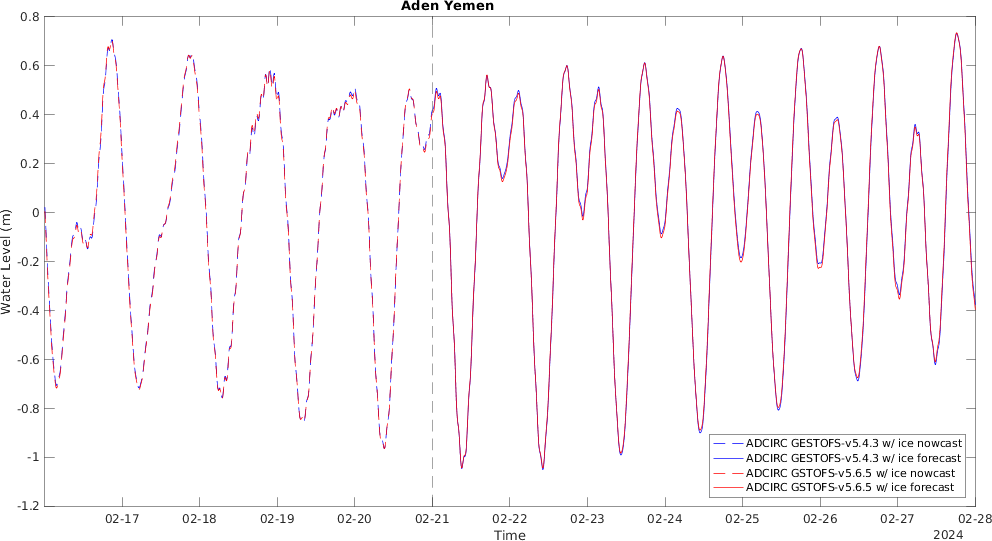 Aden Yemen
0.8
0.6
0.4
0.2
0
-0.2
-0.4
-0.6
-0.8
-1
-1.2
Water Level (m)
02-17 02-18 02-19 02-20 02-21 02-22 02-23 02-24 02-25 02-26 02-27 02-28
Time
2024
ADCIRC GESTOFS-v5.4.3 w/ ice nowcast
ADCIRC GESTOFS-v5.4.3 w/ ice forecast
ADCIRC GSTOFS-v5.6.5 w/ ice nowcast
ADCIRC GSTOFS-v5.6.5 w/ ice forecast